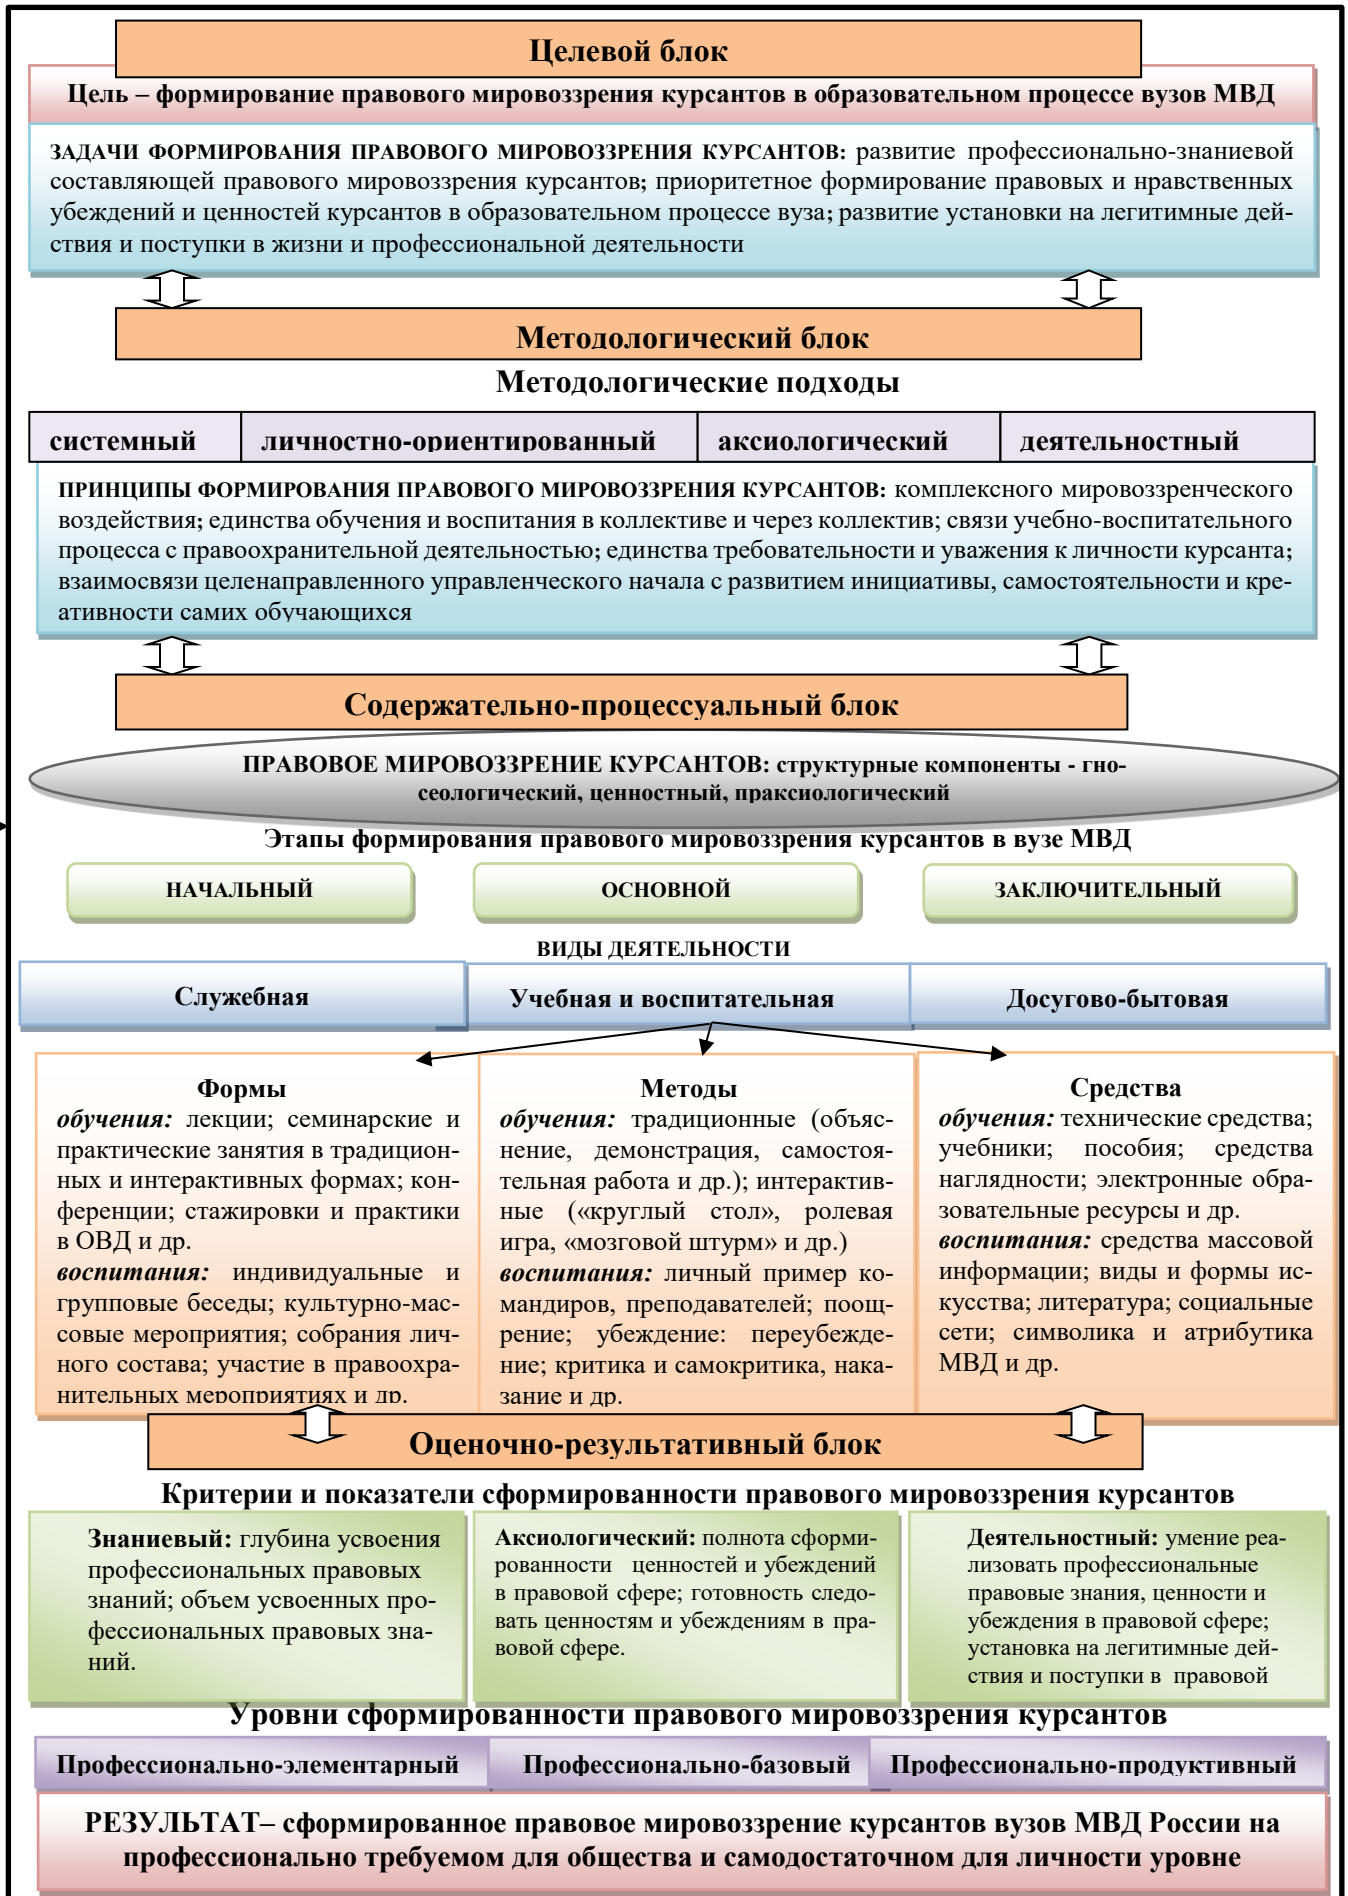 Целевой блок
Цель – формирование правового мировоззрения курсантов в образовательном процессе вузов МВД
ЗАДАЧИ ФОРМИРОВАНИЯ ПРАВОВОГО МИРОВОЗЗРЕНИЯ КУРСАНТОВ: развитие профессионально-знаниевой
составляющей правового мировоззрения курсантов; приоритетное формирование правовых и нравственных
убеждений и ценностей курсантов в образовательном процессе вуза; развитие установки на легитимные дей-
ствия и поступки в жизни и профессиональной деятельности
Методологический блок
Методологические подходы
системный личностно-ориентированный аксиологический деятельностный
ПРИНЦИПЫ ФОРМИРОВАНИЯ ПРАВОВОГО МИРОВОЗЗРЕНИЯ КУРСАНТОВ: комплексного мировоззренческого
воздействия; единства обучения и воспитания в коллективе и через коллектив; связи учебно-воспитательного
процесса с правоохранительной деятельностью; единства требовательности и уважения к личности курсанта;
взаимосвязи целенаправленного управленческого начала с развитием инициативы, самостоятельности и кре-
ативности самих обучающихся
Содержательно-процессуальный блок
ПРАВОВОЕ МИРОВОЗЗРЕНИЕ КУРСАНТОВ: структурные компоненты - гно-
сеологический, ценностный, праксиологический
Этапы формирования правового мировоззрения курсантов в вузе МВД
НАЧАЛЬНЫЙ ОСНОВНОЙ ЗАКЛЮЧИТЕЛЬНЫЙ
ВИДЫ ДЕЯТЕЛЬНОСТИ
Служебная Учебная и воспитательная Досугово-бытовая
Формы
обучения: лекции; семинарские и
практические занятия в традицион-
ных и интерактивных формах; кон-
ференции; стажировки и практики
в ОВД и др.
воспитания: индивидуальные и
групповые беседы; культурно-мас-
совые мероприятия; собрания лич-
ного состава; участие в правоохра-
нительных мероприятиях и др.
Методы
обучения: традиционные (объяс-
нение, демонстрация, самостоя-
тельная работа и др.); интерактив-
ные («круглый стол», ролевая
игра, «мозговой штурм» и др.)
воспитания: личный пример ко-
мандиров, преподавателей; поощ-
рение; убеждение: переубежде-
ние; критика и самокритика, нака-
зание и др.
Средства
обучения: технические средства;
учебники; пособия; средства
наглядности; электронные обра-
зовательные ресурсы и др.
воспитания: средства массовой
информации; виды и формы ис-
кусства; литература; социальные
сети; символика и атрибутика
МВД и др.
Оценочно-результативный блок
Критерии и показатели сформированности правового мировоззрения курсантов
Знаниевый: глубина усвоения
профессиональных правовых
знаний; объем усвоенных про-
фессиональных правовых зна-
ний.
Аксиологический: полнота сформи-
рованности ценностей и убеждений
в правовой сфере; готовность следо-
вать ценностям и убеждениям в пра-
вовой сфере.
Деятельностный: умение реа-
лизовать профессиональные
правовые знания, ценности и
убеждения в правовой сфере;
установка на легитимные дей-
ствия и поступки в правовой
Уровни сформированности правового мировоззрения курсантов
Профессионально-элементарный Профессионально-базовый Профессионально-продуктивный
РЕЗУЛЬТАТ– сформированное правовое мировоззрение курсантов вузов МВД России на
профессионально требуемом для общества и самодостаточном для личности уровне